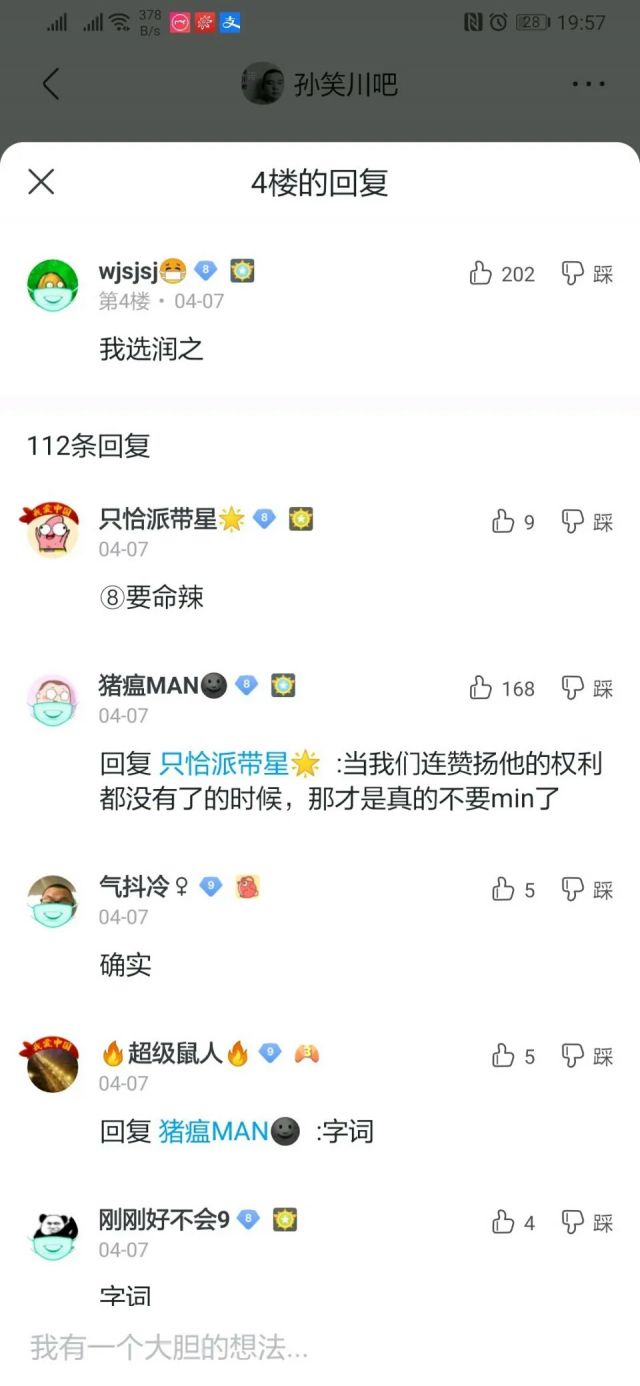 378
B/s
28
19:57
孙笑川吧
4楼的回复
wjsjsj😷 8
202 踩
第4楼 · 04-07
我选润之
112条回复
只恰派带星🌟 8
9 踩
04-07
⑧要命辣
猪瘟MAN🌚 8
168 踩
04-07
回复 只恰派带星🌟 :当我们连赞扬他的权利
都没有了的时候，那才是真的不要min了
气抖冷♀ 9
5 踩
04-07
确实
我爱中国
🔥超级鼠人🔥 9 3
5 踩
04-07
回复 猪瘟MAN🌚 :字词
刚刚好不会9 8
4 踩
04-07
字词
我有一个大胆的想法...